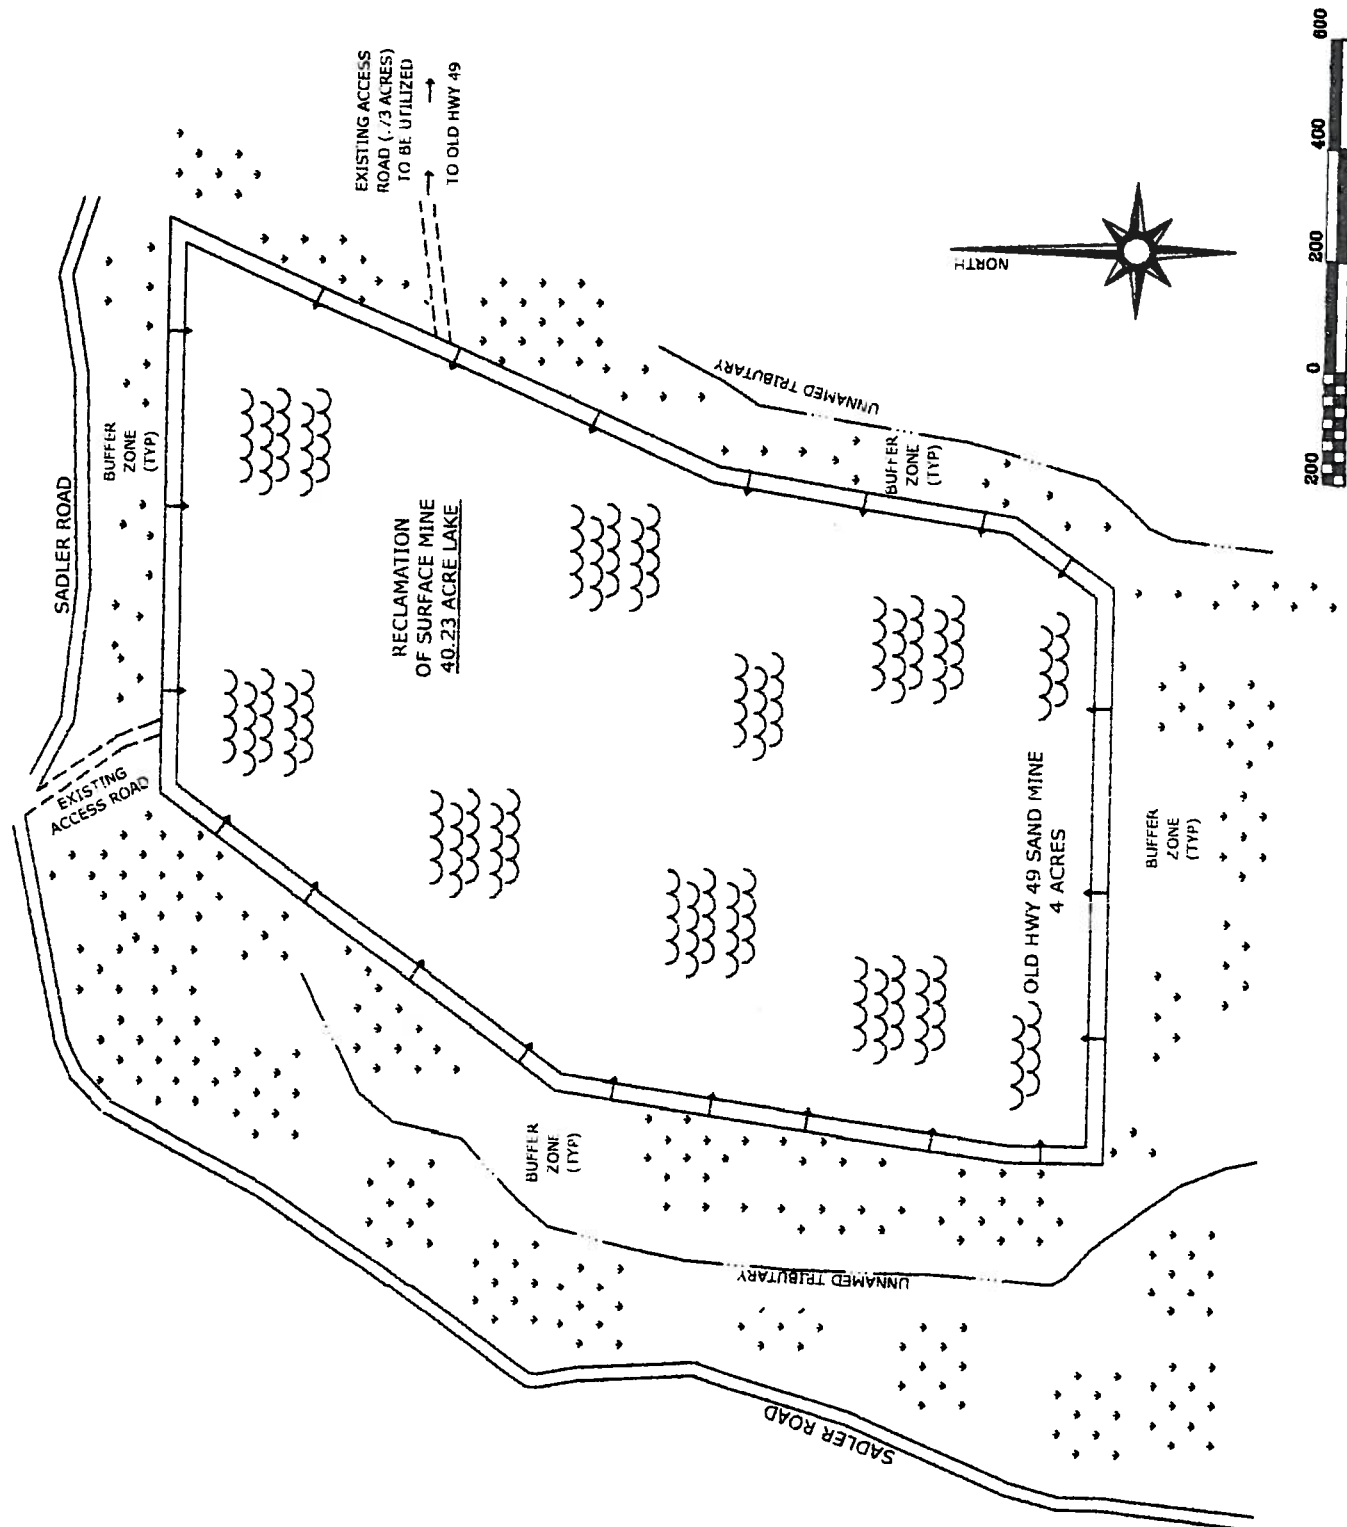 SADLER ROAD
EXISTING ACCESS
ROAD (.73 ACRES)
TO BE UTILIZED
TO OLD HWY 49
BUFFER
ZONE
(TYP)
EXISTING
ACCESS ROAD
RECLAMATION
OF SURFACE MINE
40.23 ACRE LAKE
UNNAMED TRIBUTARY
BUFFER
ZONE
(TYP)
NORTH
200 0 200 400 600
OLD HWY 49 SAND MINE
4 ACRES
BUFFER
ZONE
(TYP)
BUFFER
ZONE
(TYP)
UNNAMED TRIBUTARY
SADLER ROAD